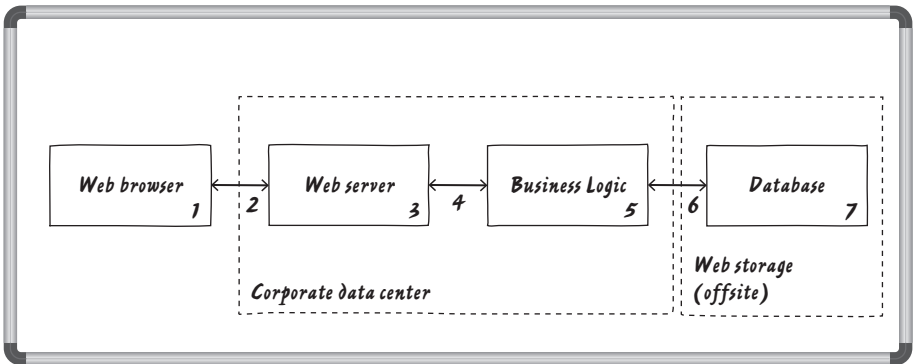 Web browser
1
2
Web server
3
4
Business Logic
5
6
Database
7
Corporate data center
Web storage
(offsite)